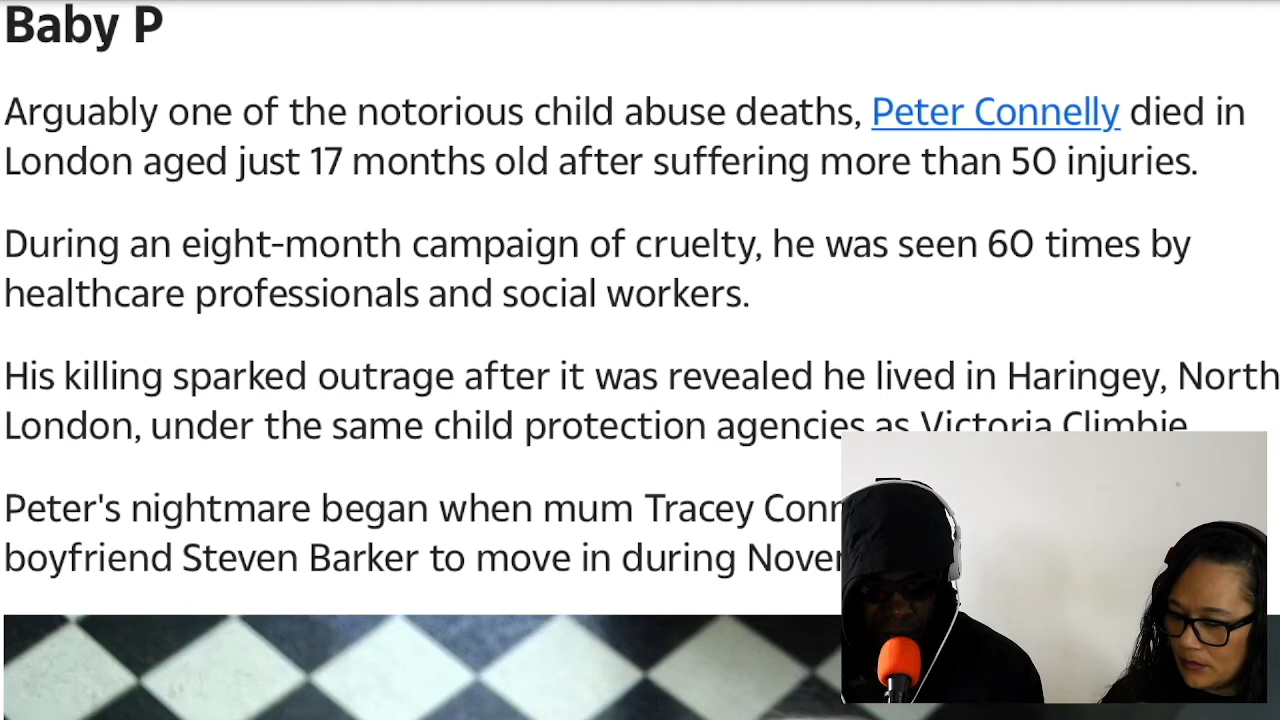 Baby P
Arguably one of the notorious child abuse deaths, Peter Connelly died in
London aged just 17 months old after suffering more than 50 injuries.
During an eight-month campaign of cruelty, he was seen 60 times by
healthcare professionals and social workers.
His killing sparked outrage after it was revealed he lived in Haringey, North
London, under the same child protection agencies as Victoria Climbie
Peter's nightmare began when mum Tracey
boyfriend Steven Barker to move in during